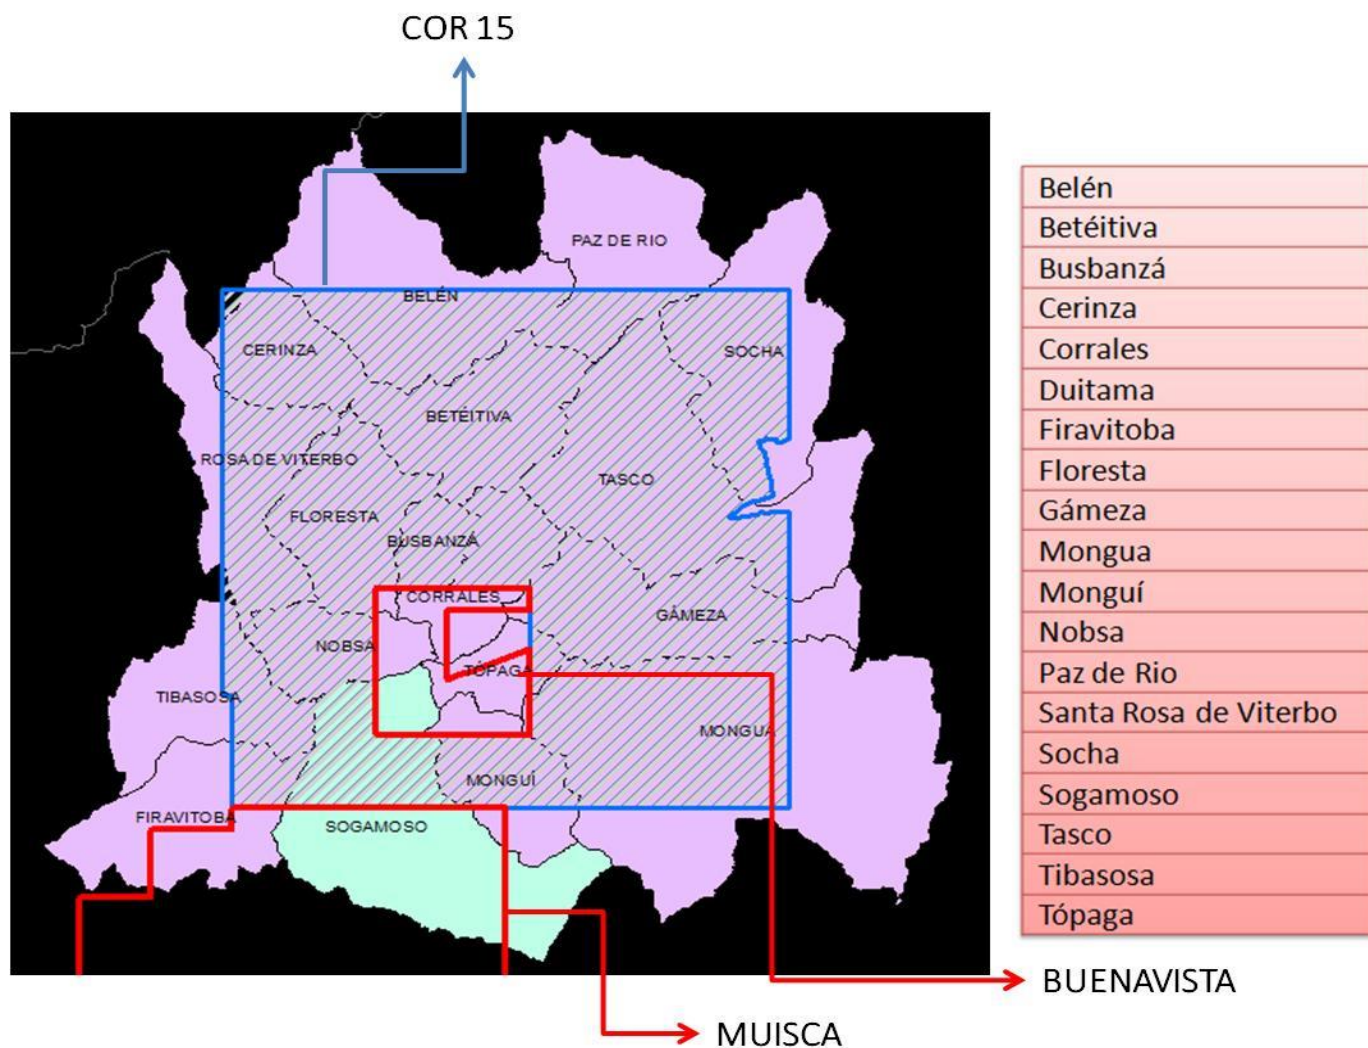 COR 15
PAZ DE RIO
BELÉN
CERINZA
SOCHA
BETÉITIVA
ROSA DE VITERBO
TASCO
FLORESTA
BUSBANZÁ
CORRALES
GÁMEZA
NOBSA
TÓPAGA
TIBASOSA
MONGUA
MONGUÍ
FIRAVITOBA
SOGAMOSO
Belén
Betéitiva
Busbanzá
Cerinza
Corrales
Duitama
Firavitoba
Floresta
Gámeza
Mongua
Monguí
Nobsa
Paz de Rio
Santa Rosa de Viterbo
Socha
Sogamoso
Tasco
Tibasosa
Tópaga
BUENAVISTA
MUISCA